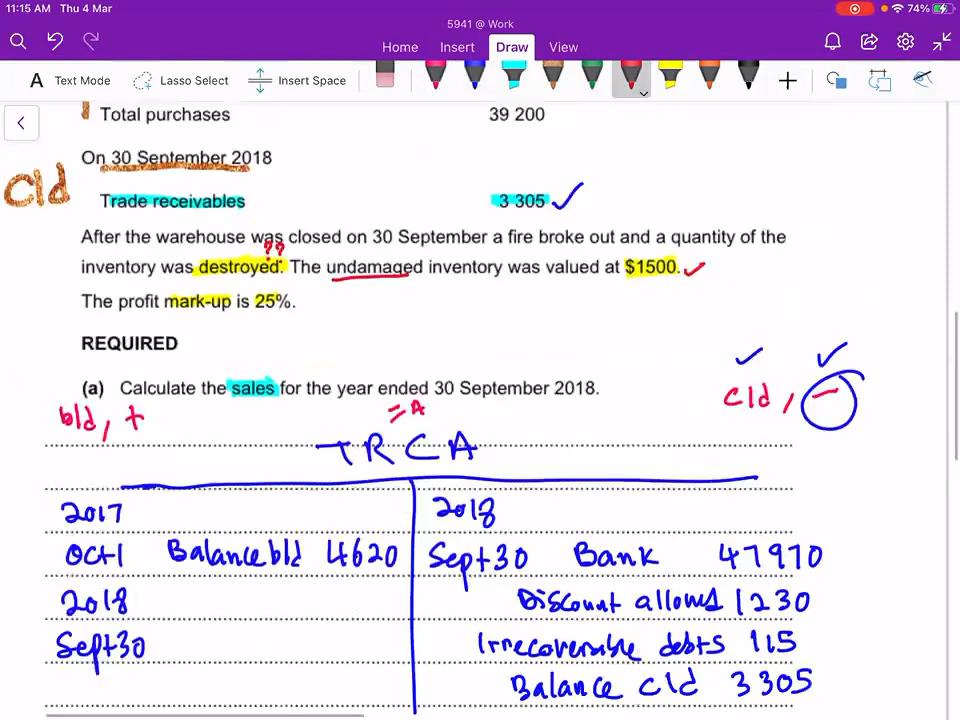 11:15 AM Thu 4 Mar 74%
5941 @ Work
Home Insert Draw View
A Text Mode Lasso Select Insert Space
Total purchases 39 200
On 30 September 2018
c/d
Trade receivables 3 305
After the warehouse was closed on 30 September a fire broke out and a quantity of the
??
inventory was destroyed. The undamaged inventory was valued at $1500.
The profit mark-up is 25%.
REQUIRED
(a) Calculate the sales for the year ended 30 September 2018.
c/d, -
b/d, + = A
TRCA
2017 2018
Oct 1 Balance b/d 4620 Sept 30 Bank 47970
2018 Discount allowed 1230
Sept 30 Irrecoverable debts 115
Balance c/d 3305